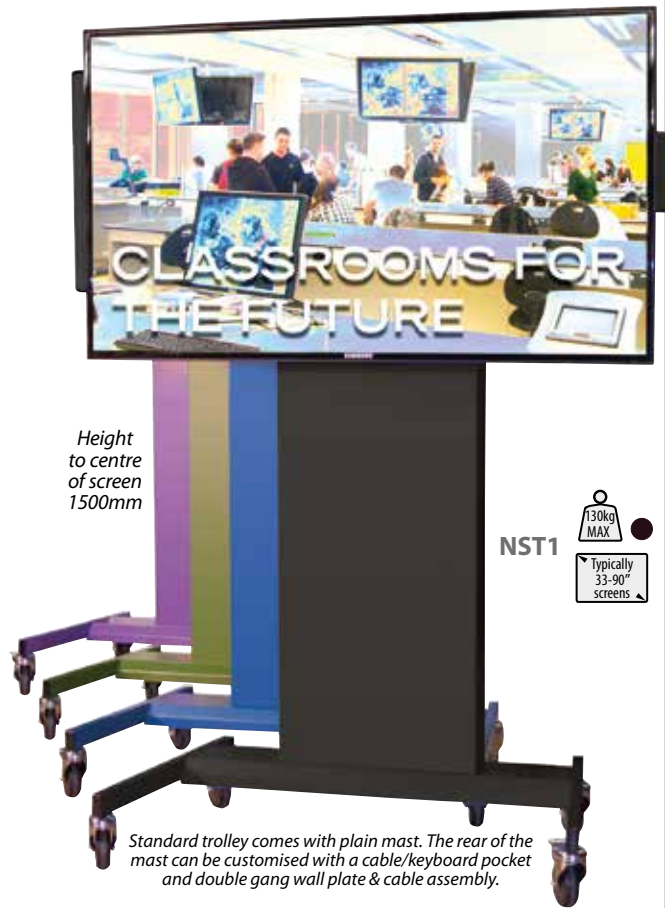 CLASSROOMS FOR
THE FUTURE
SAMSUNG
Height
to centre
of screen
1500mm
NST1
130kg
MAX
Typically
33-90”
screens
Standard trolley comes with plain mast. The rear of the
mast can be customised with a cable/keyboard pocket
and double gang wall plate & cable assembly.